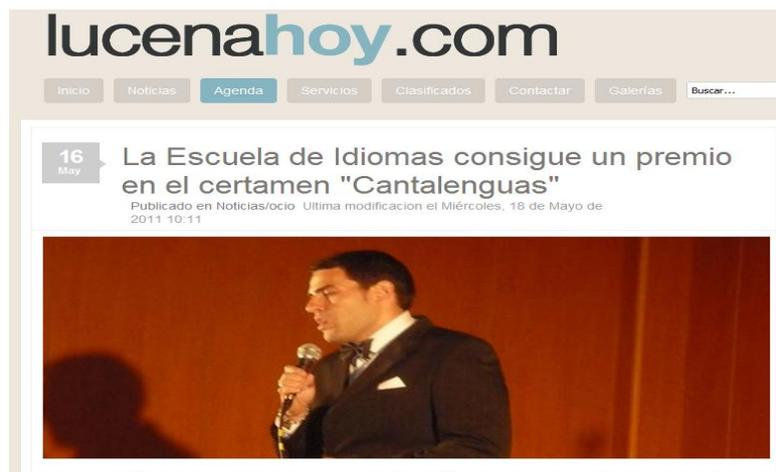 lucenahoy.com
Inicio Noticias Agenda Servicios Clasificados Contactar Galerías Buscar...
16
May
La Escuela de Idiomas consigue un premio
en el certamen "Cantalenguas"
Publicado en Noticias/ocio Ultima modificacion el Miércoles, 18 de Mayo de
2011 10:11